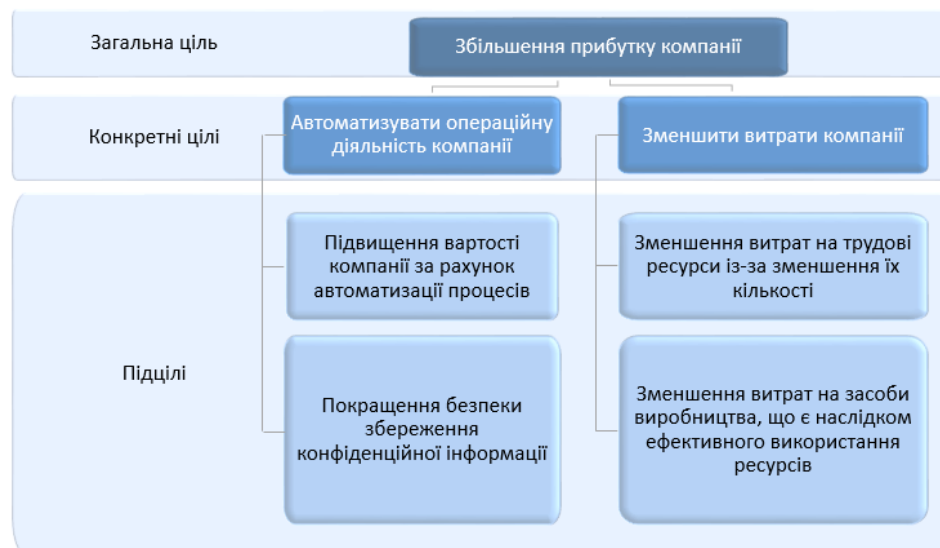 Загальна ціль
Збільшення прибутку компанії
Конкретні цілі
Автоматизувати операційну
діяльність компанії
Зменшити витрати компанії
Підцілі
Підвищення вартості
компанії за рахунок
автоматизації процесів
Зменшення витрат на трудові
ресурси із-за зменшення їх
кількості
Покращення безпеки
збереження
конфіденційної інформації
Зменшення витрат на засоби
виробництва, що є наслідком
ефективного використання
ресурсів